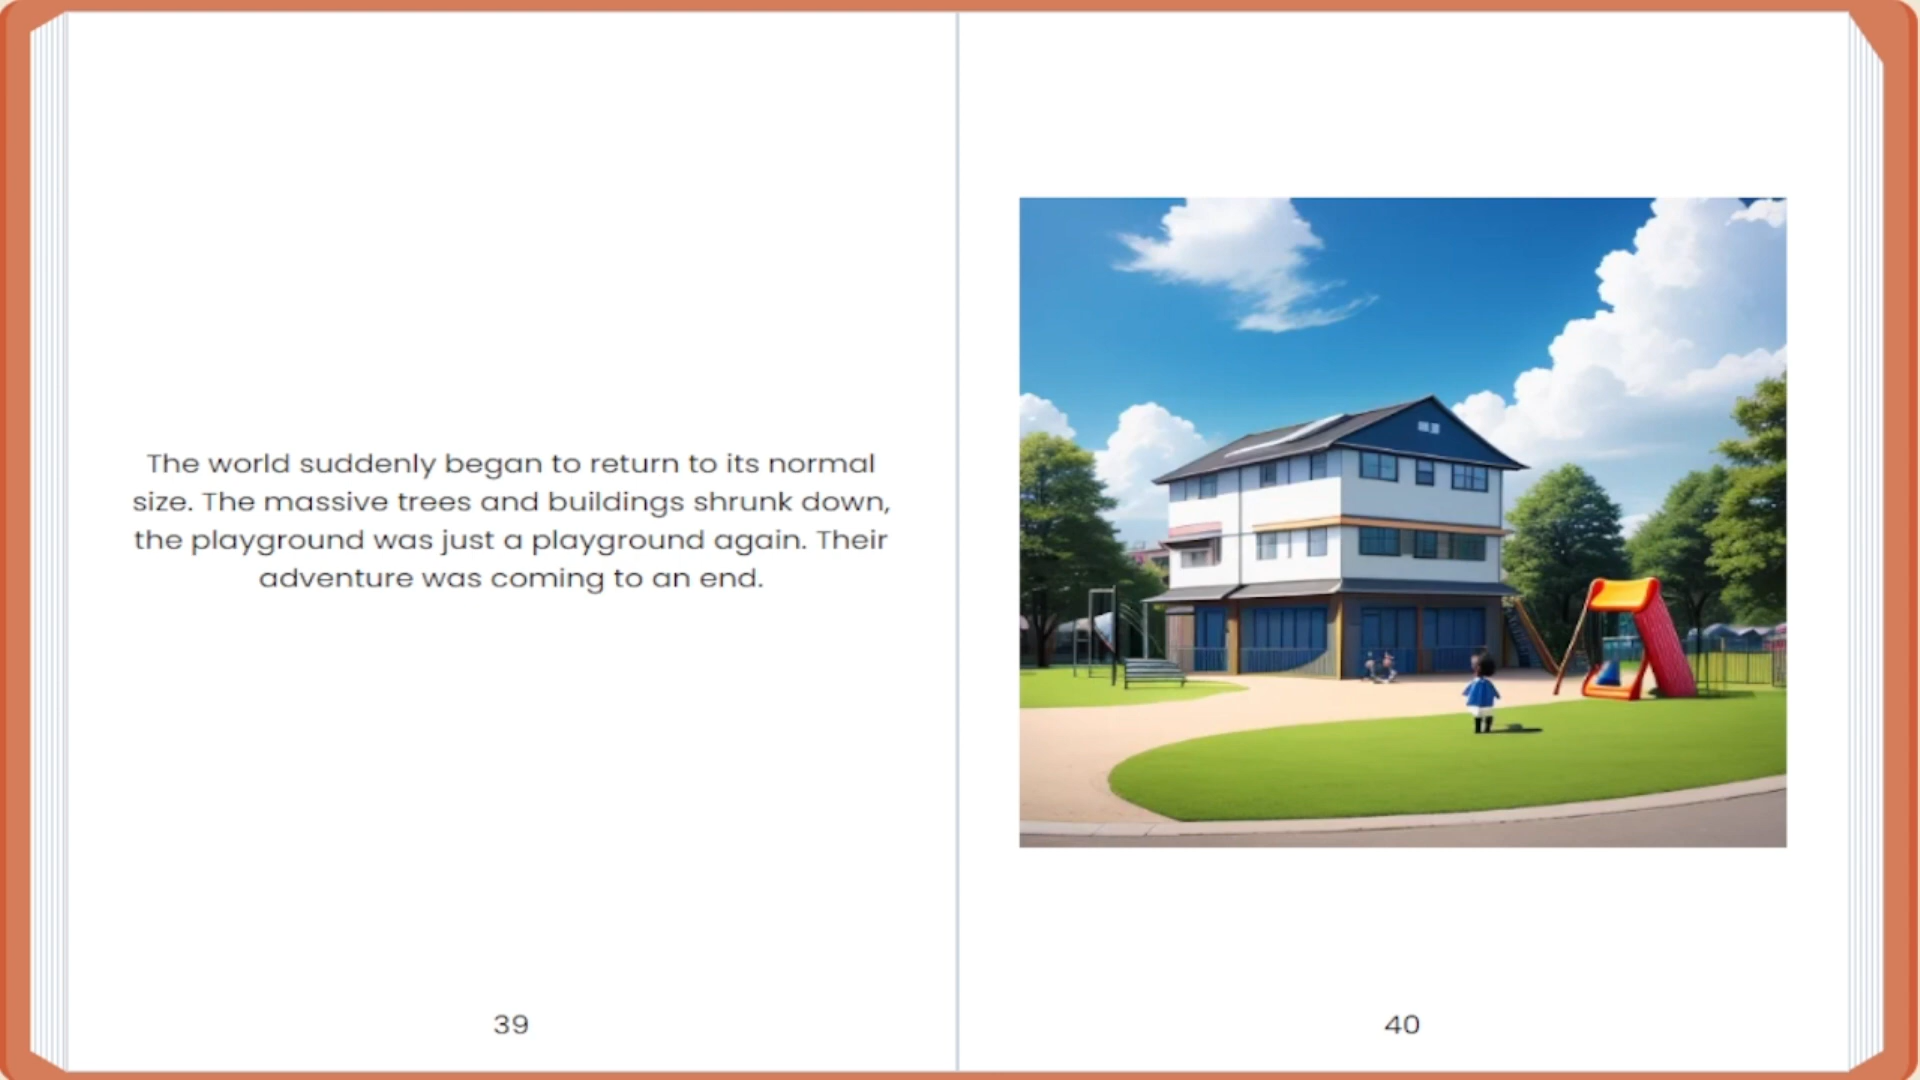 The world suddenly began to return to its normal
size. The massive trees and buildings shrunk down,
the playground was just a playground again. Their
adventure was coming to an end.
39
40